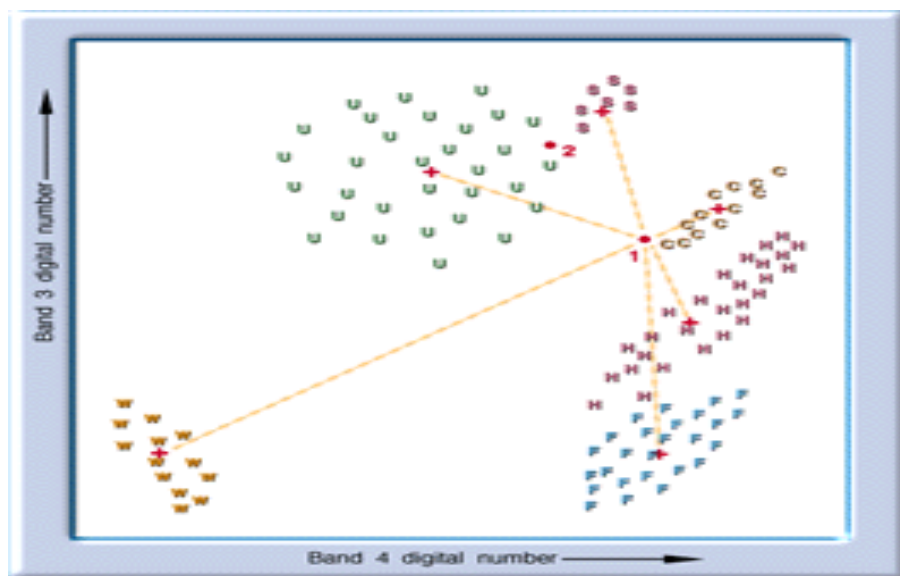 S
U S S
U U S S
U U U S
U U U S
U
U U 2
U U U U
U C
U U U U U C C C C
U U U U C C
C C
U U U U C C C H H H
1 H H H
U H
H H
H H
H H
H H H
H H H
H H H
H H H
H F
W H F F
W F F F
W F
W F F
W W F F F
F F F
W W F
W W F F F F
W F F F
W F
W F
Band 3 digital number
Band 4 digital number